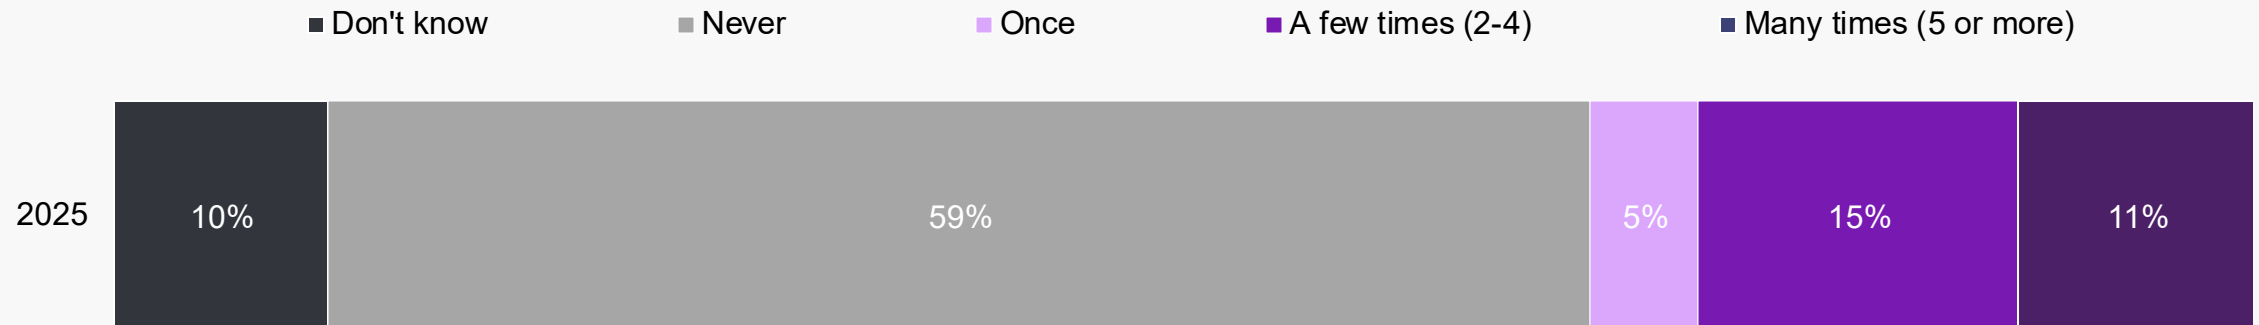 Don't know Never Once A few times (2-4) Many times (5 or more)
2025 10% 59% 5% 15% 11%